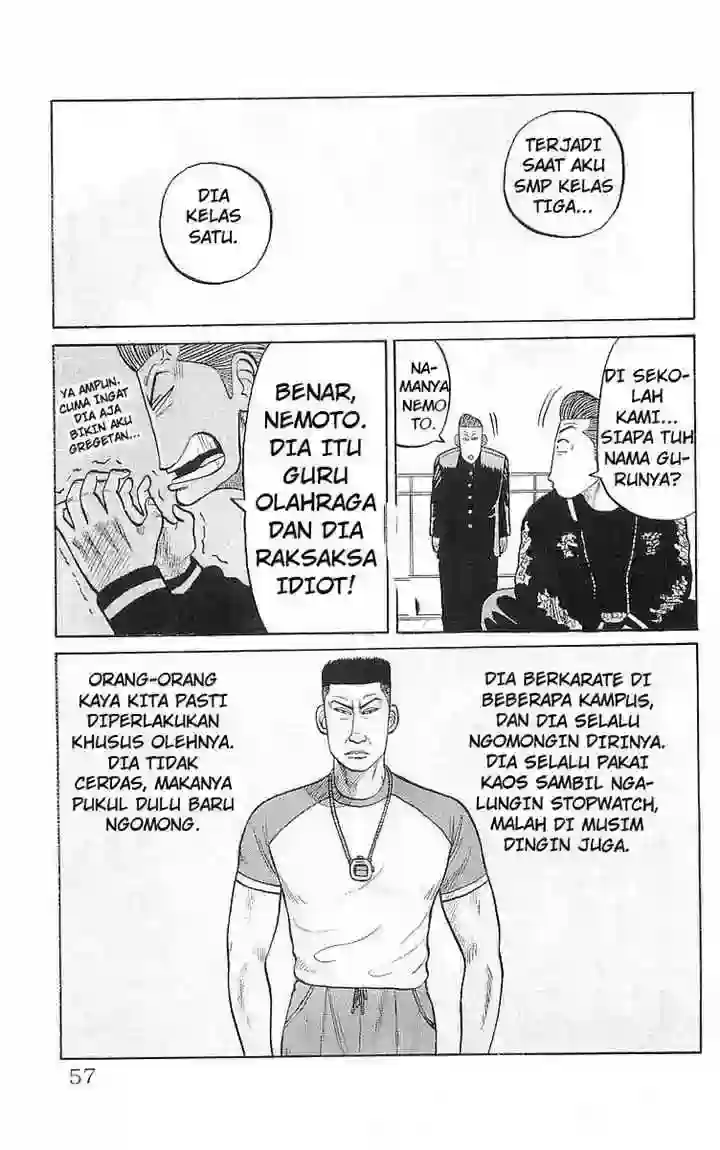 TERJADI
SAAT AKU
SMP KELAS
TIGA...
DIA
KELAS
SATU.
DI SEKO-
LAH
KAMI...
SIAPA TUH
NAMA GU-
RUNYA?
NA-
MANYA
NEMO
TO.
BENAR,
NEMOTO.
DIA ITU
GURU
OLAHRAGA
DAN DIA
RAKSAKSA
IDIOT!
YA AMPUN.
CUMA INGAT
DIA AJA
BIKIN AKU
GREGETAN...
DIA BERKARATE DI
BEBERAPA KAMPUS,
DAN DIA SELALU
NGOMONGIN DIRINYA.
DIA SELALU PAKAI
KAOS SAMBIL NGA-
LUNGIN STOPWATCH,
MALAH DI MUSIM
DINGIN JUGA.
ORANG-ORANG
KAYA KITA PASTI
DIPERLAKUKAN
KHUSUS OLEHNYA.
DIA TIDAK
CERDAS, MAKANYA
PUKUL DULU BARU
NGOMONG.
57